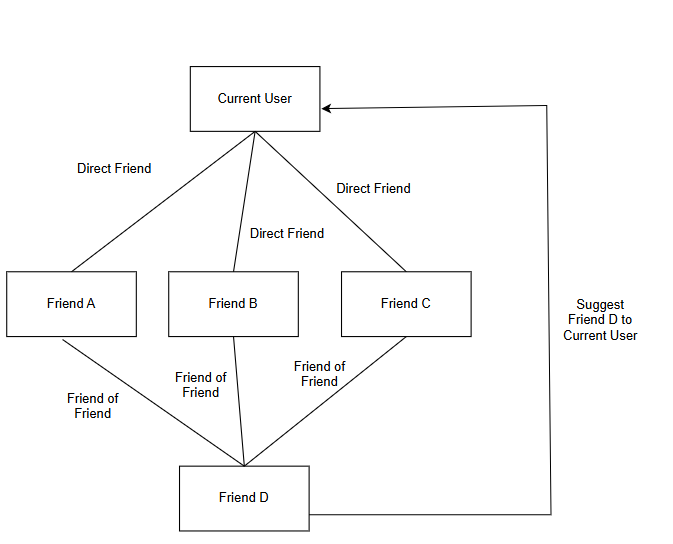 Current User
Direct Friend
Direct Friend
Direct Friend
Friend A
Friend B
Friend C
Suggest
Friend D to
Current User
Friend of
Friend
Friend of
Friend
Friend of
Friend
Friend D